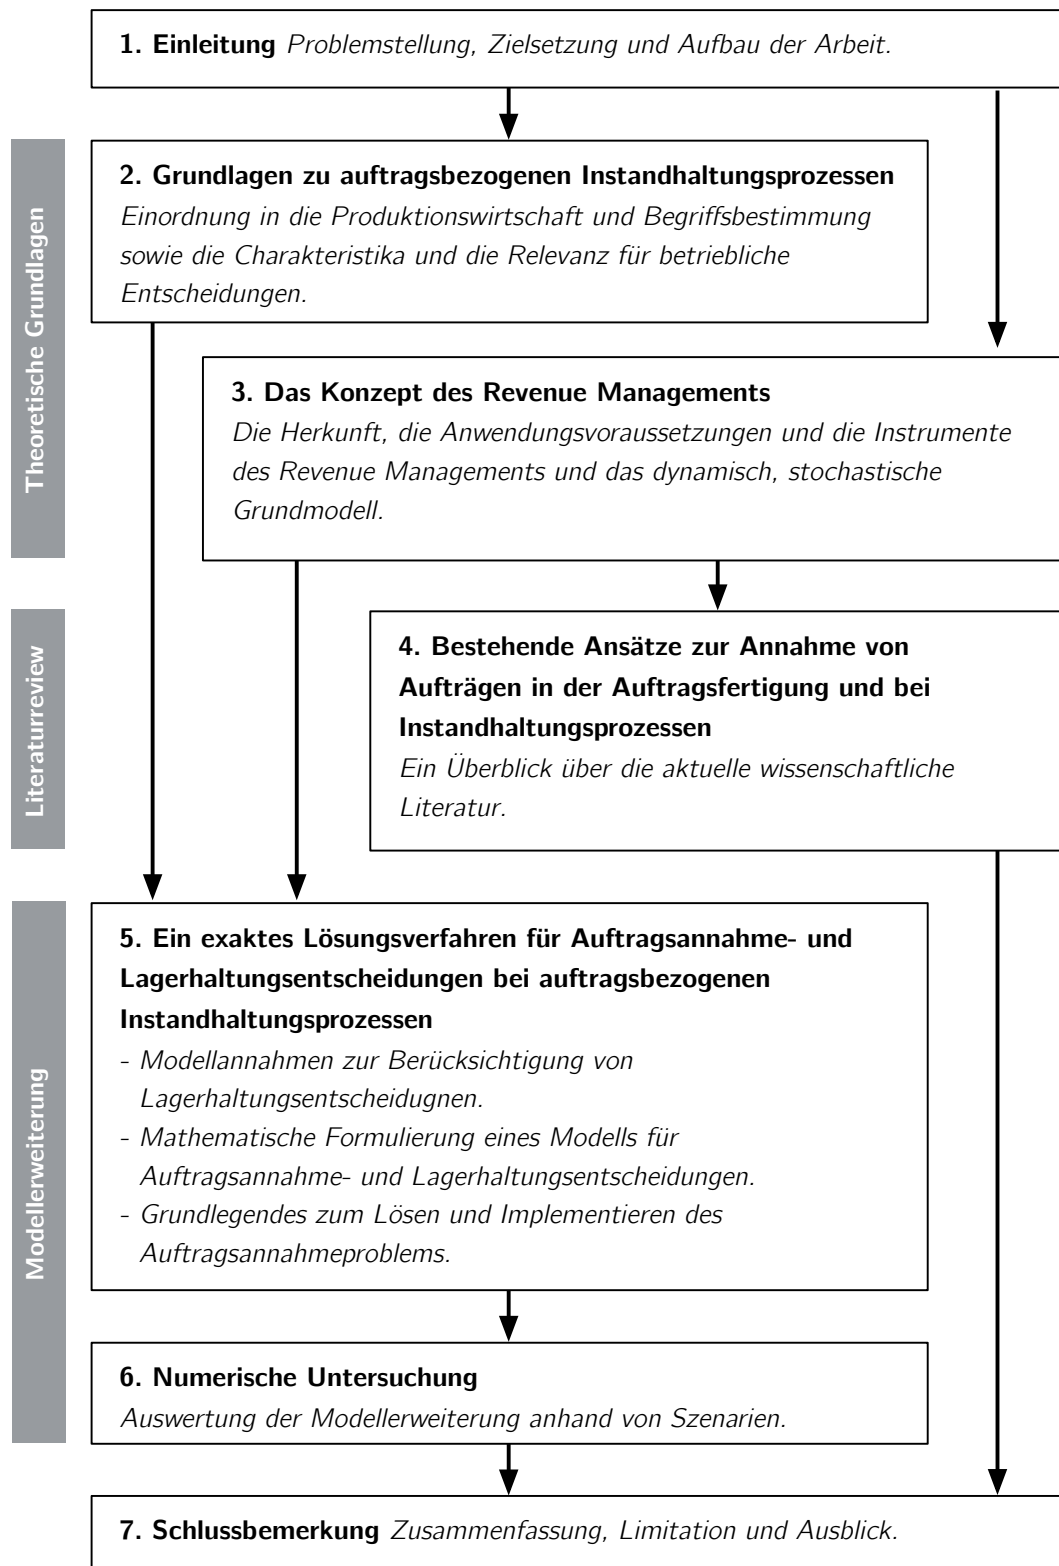 1. Einleitung Problemstellung, Zielsetzung und Aufbau der Arbeit.
Theoretische Grundlagen
2. Grundlagen zu auftragsbezogenen Instandhaltungsprozessen
Einordnung in die Produktionswirtschaft und Begriffsbestimmung
sowie die Charakteristika und die Relevanz für betriebliche
Entscheidungen.
3. Das Konzept des Revenue Managements
Die Herkunft, die Anwendungsvoraussetzungen und die Instrumente
des Revenue Managements und das dynamisch, stochastische
Grundmodell.
Literaturreview
4. Bestehende Ansätze zur Annahme von
Aufträgen in der Auftragsfertigung und bei
Instandhaltungsprozessen
Ein Überblick über die aktuelle wissenschaftliche
Literatur.
Modellerweiterung
5. Ein exaktes Lösungsverfahren für Auftragsannahme- und
Lagerhaltungsentscheidungen bei auftragsbezogenen
Instandhaltungsprozessen
- Modellannahmen zur Berücksichtigung von
Lagerhaltungsentscheidugnen.
- Mathematische Formulierung eines Modells für
Auftragsannahme- und Lagerhaltungsentscheidungen.
- Grundlegendes zum Lösen und Implementieren des
Auftragsannahmeproblems.
6. Numerische Untersuchung
Auswertung der Modellerweiterung anhand von Szenarien.
7. Schlussbemerkung Zusammenfassung, Limitation und Ausblick.